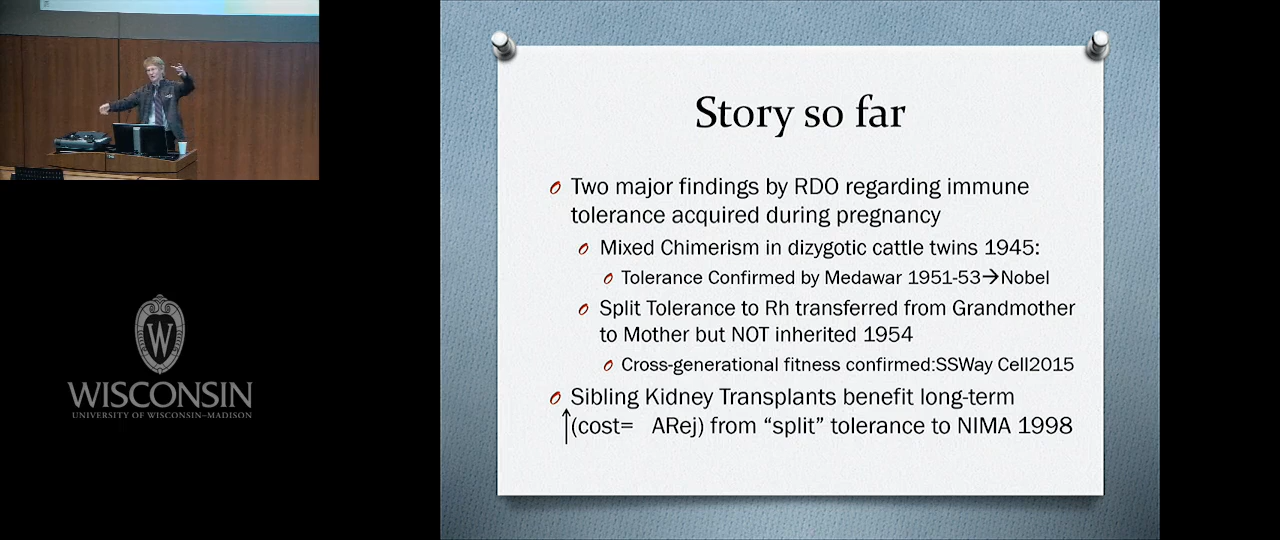 Story so far
Two major findings by RDO regarding immune
tolerance acquired during pregnancy
Mixed Chimerism in dizygotic cattle twins 1945:
Tolerance Confirmed by Medawar 1951-53→Nobel
Split Tolerance to Rh transferred from Grandmother
to Mother but NOT inherited 1954
Cross-generational fitness confirmed:SSWay Cell2015
Sibling Kidney Transplants benefit long-term
↑(cost= ARej) from “split” tolerance to NIMA 1998
W
WISCONSIN
UNIVERSITY OF WISCONSIN–MADISON